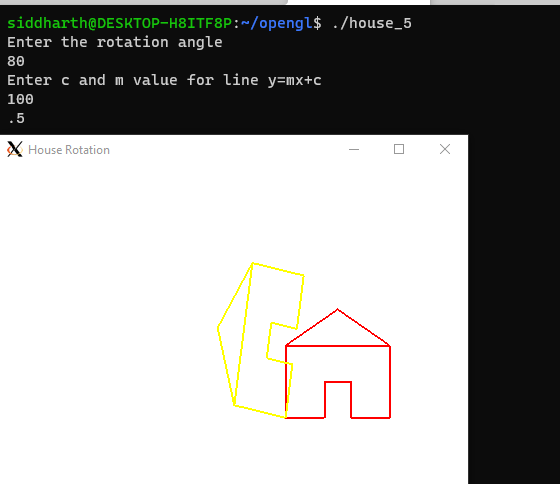 siddharth@DESKTOP-H8ITF8P:~/opengl$ ./house_5
Enter the rotation angle
80
Enter c and m value for line y=mx+c
100
.5
House Rotation